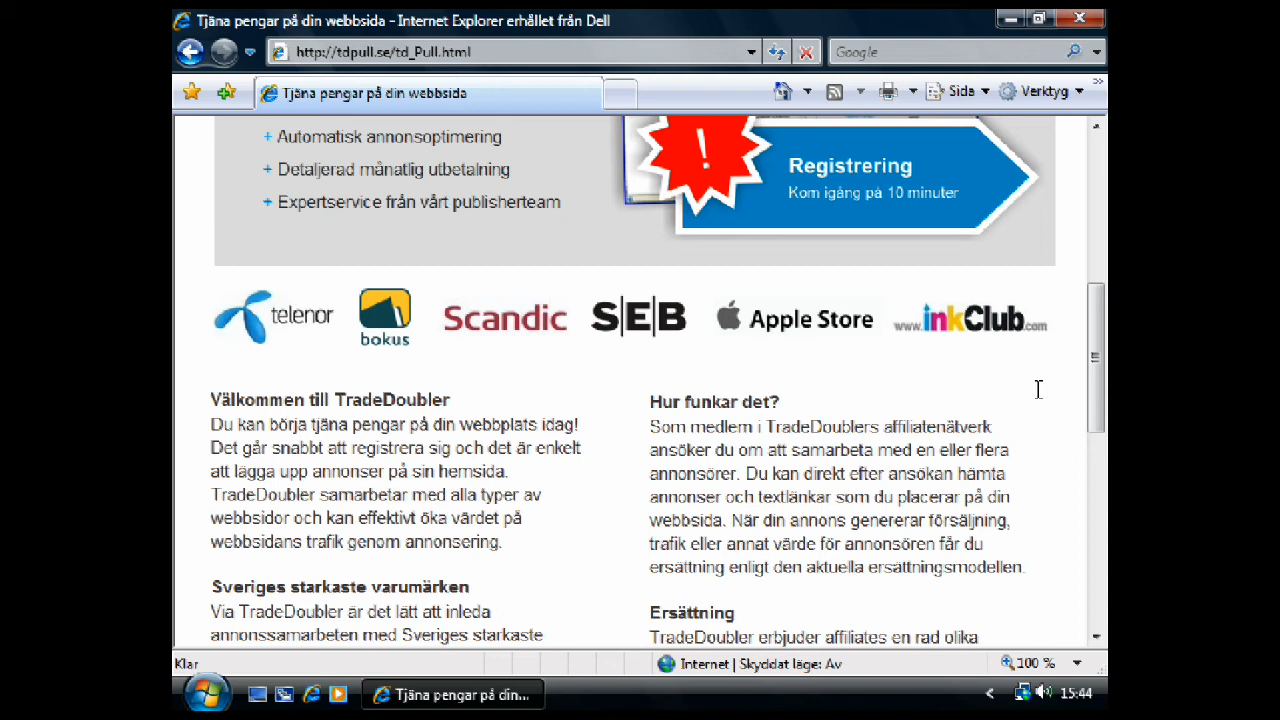 Tjäna pengar på din webbsida - Internet Explorer erhållet från Dell
http://tdpull.se/td_Pull.html
Google
Tjäna pengar på din webbsida
Sida
Verktyg
+ Automatisk annonsoptimering
+ Detaljerad månatlig utbetalning
+ Expertservice från vårt publisherteam
!
Registrering
Kom igång på 10 minuter
telenor
bokus
Scandic
SEB
Apple Store
www.inkClub.com
Välkommen till TradeDoubler
Du kan börja tjäna pengar på din webbplats idag!
Det går snabbt att registrera sig och det är enkelt
att lägga upp annonser på sin hemsida.
TradeDoubler samarbetar med alla typer av
webbsidor och kan effektivt öka värdet på
webbsidans trafik genom annonsering.
Sveriges starkaste varumärken
Via TradeDoubler är det lätt att inleda
annonssamarbeten med Sveriges starkaste
Hur funkar det?
Som medlem i TradeDoublers affiliatenätverk
ansöker du om att samarbeta med en eller flera
annonsörer. Du kan direkt efter ansökan hämta
annonser och textlänkar som du placerar på din
webbsida. När din annons genererar försäljning,
trafik eller annat värde för annonsören får du
ersättning enligt den aktuella ersättningsmodellen.
Ersättning
TradeDoubler erbjuder affiliates en rad olika
Klar
Internet | Skyddat läge: Av
100 %
Tjäna pengar på din...
15:44